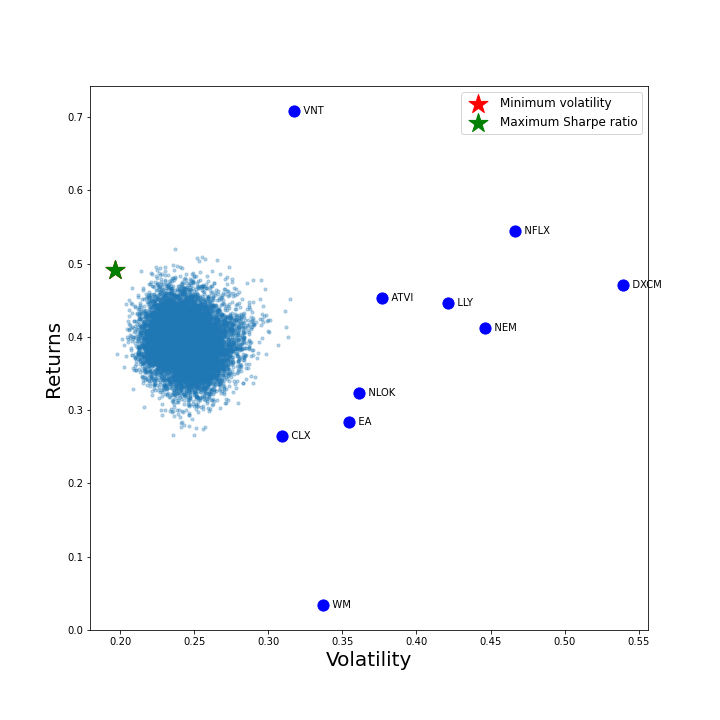 Minimum volatility
Maximum Sharpe ratio
0.7
VNT
0.6
NFLX
0.5
DXCM
ATVI
LLY
NEM
0.4
NLOK
0.3
EA
CLX
0.2
0.1
WM
0.0
0.20 0.25 0.30 0.35 0.40 0.45 0.50 0.55
Volatility
Returns